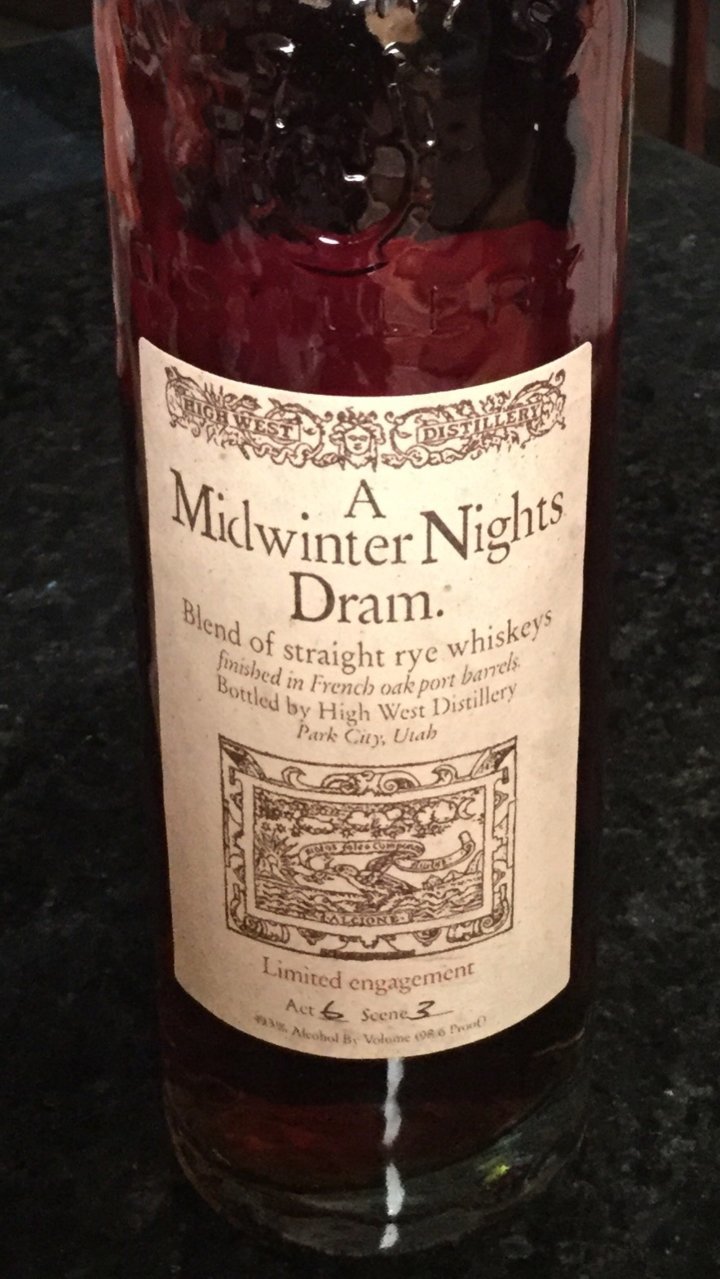 DISTILLERY
HIGH WEST DISTILLERY
A
Midwinter Nights
Dram.
Blend of straight rye whiskeys
finished in French oak port barrels.
Bottled by High West Distillery
Park City, Utah
L'ALCIONE
Limited engagement
Act 6 Scene 3
49.3% Alcohol By Volume (98.6 Proof)